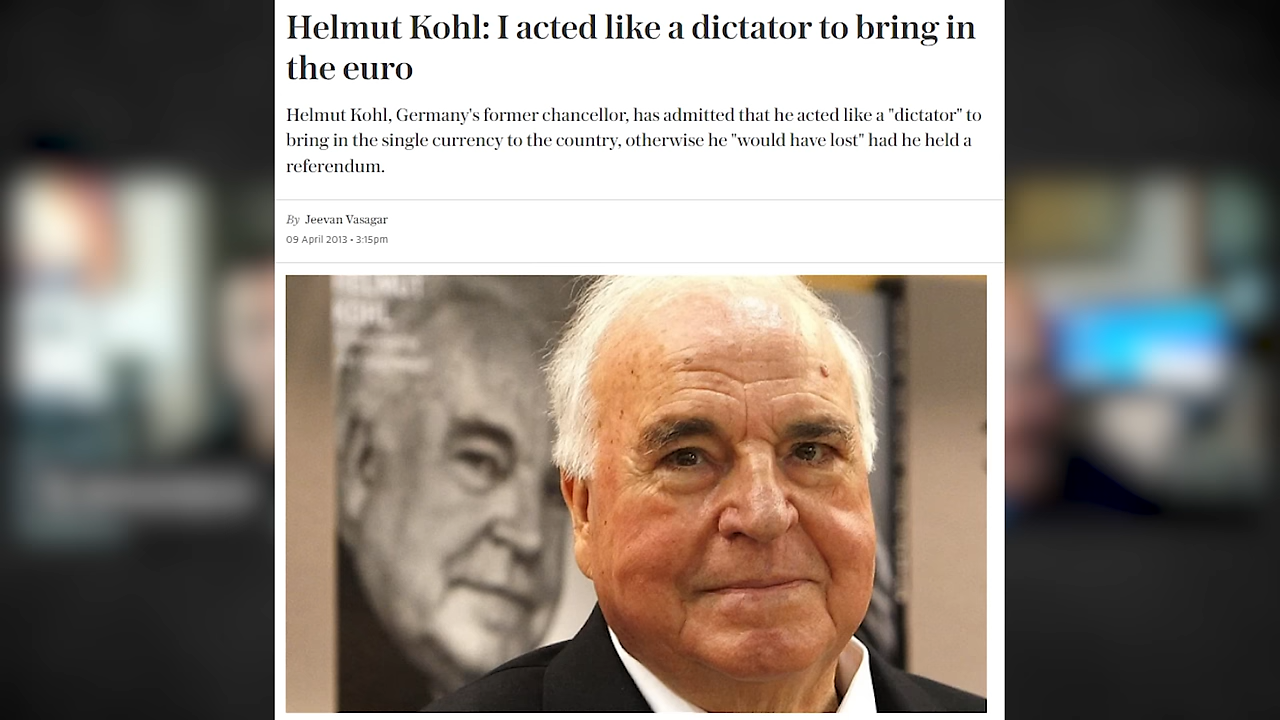 Helmut Kohl: I acted like a dictator to bring in
the euro
Helmut Kohl, Germany's former chancellor, has admitted that he acted like a "dictator" to
bring in the single currency to the country, otherwise he "would have lost" had he held a
referendum.
By Jeevan Vasagar
09 April 2013 • 3:15pm
HELMUT
KOHL